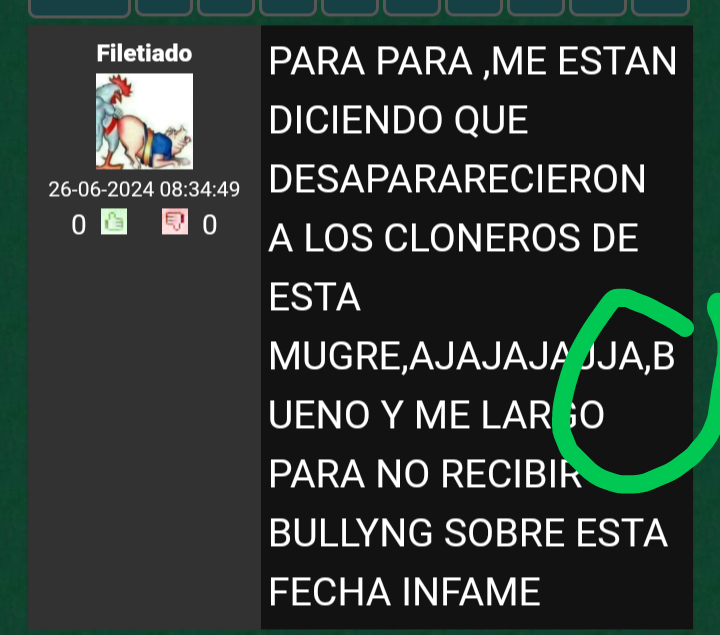 Filetiado
26-06-2024 08:34:49
0 0
PARA PARA ,ME ESTAN
DICIENDO QUE
DESAPARARECIERON
A LOS CLONEROS DE
ESTA
MUGRE,AJAJAJAJJA,B
UENO Y ME LARGO
PARA NO RECIBIR
BULLYNG SOBRE ESTA
FECHA INFAME